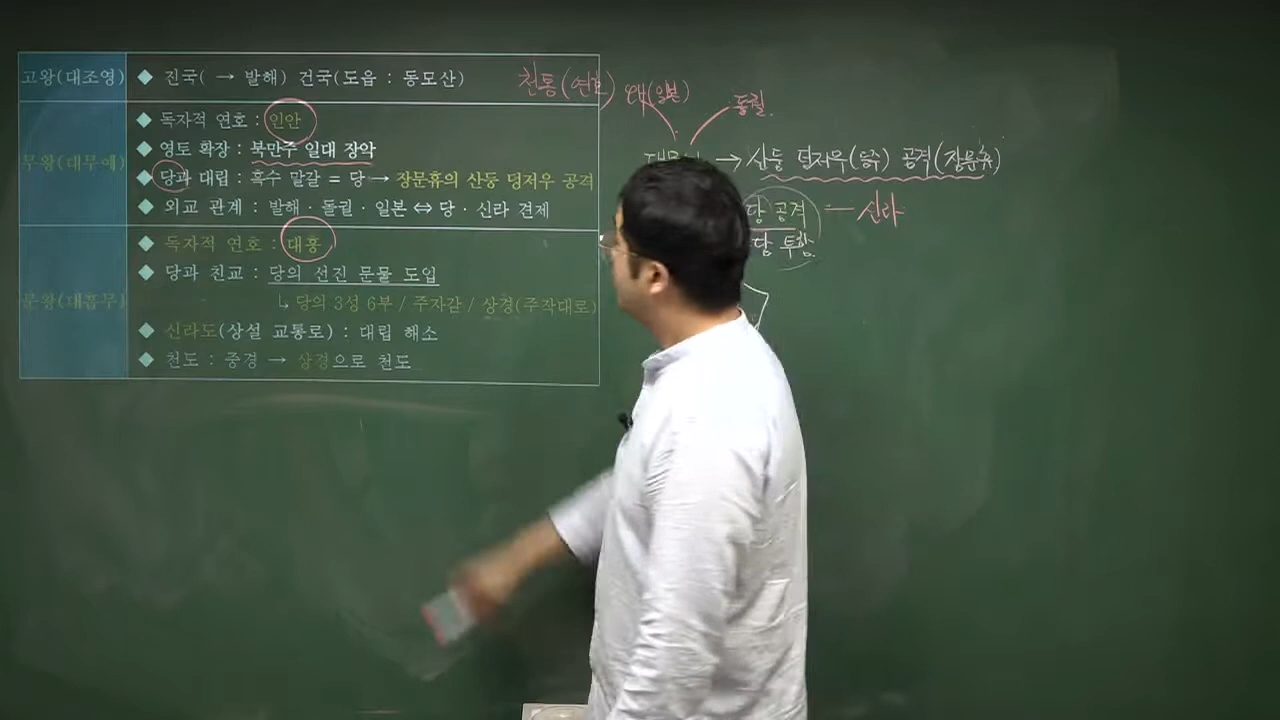 고왕(대조영)
◆ 진국( → 발해) 건국(도읍 : 동모산)
무왕(대무예)
◆ 독자적 연호 : 인안
◆ 영토 확장 : 북만주 일대 장악
◆ 당과 대립 : 흑수 말갈 = 당 → 장문휴의 산둥 덩저우 공격
◆ 외교 관계 : 발해 · 돌궐 · 일본 ⇔ 당 · 신라 견제
문왕(대흠무)
◆ 독자적 연호 : 대흥
◆ 당과 친교 : 당의 선진 문물 도입
↳ 당의 3성 6부 / 주자감 / 상경(주작대로)
◆ 신라도(상설 교통로) : 대립 해소
◆ 천도 : 중경 → 상경으로 천도
천통(연호)
(일본)
돌궐.
→ 산둥 덩저우(등주) 공격(장문휴)
당 공격 — 신라
당